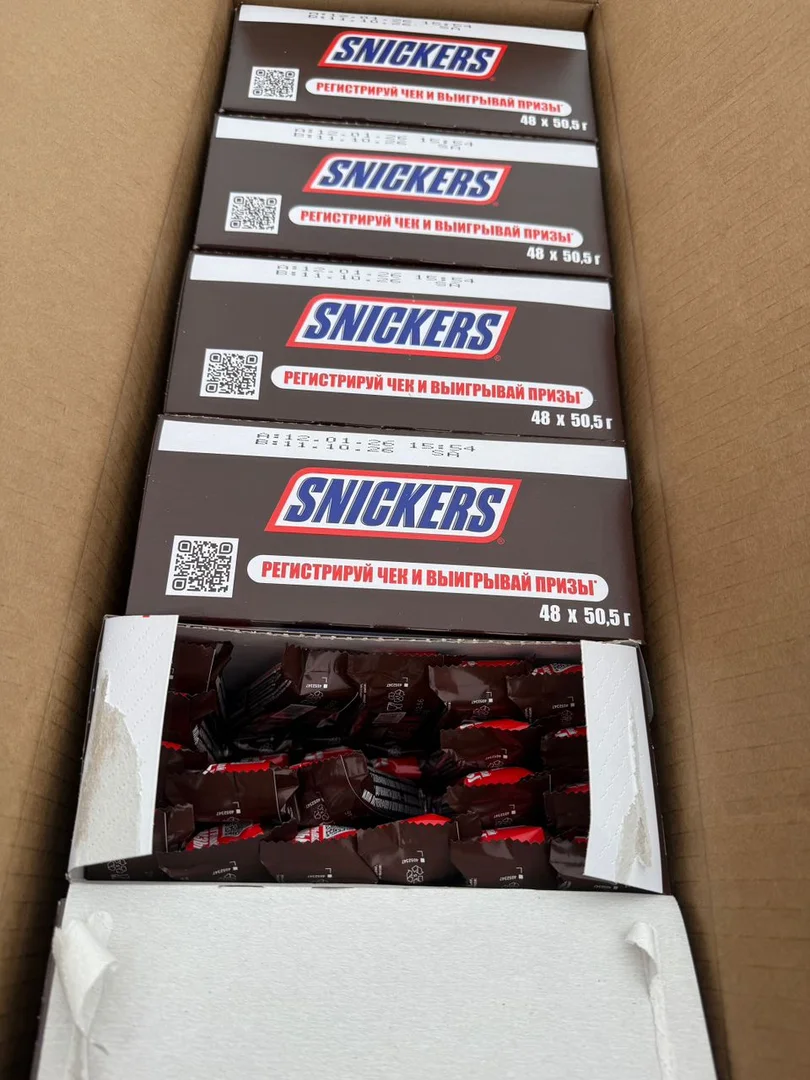 A:12.01.26 15:54
B:11.10.26 SA
SNICKERS
РЕГИСТРИРУЙ ЧЕК И ВЫИГРЫВАЙ ПРИЗЫ*
48 x 50,5 г
A:12.01.26 15:54
B:11.10.26 SA
SNICKERS
РЕГИСТРИРУЙ ЧЕК И ВЫИГРЫВАЙ ПРИЗЫ*
48 x 50,5 г
A:12.01.26 15:54
B:11.10.26 SA
SNICKERS
РЕГИСТРИРУЙ ЧЕК И ВЫИГРЫВАЙ ПРИЗЫ*
48 x 50,5 г
A:12.01.26 15:54
B:11.10.26 SA
SNICKERS
РЕГИСТРИРУЙ ЧЕК И ВЫИГРЫВАЙ ПРИЗЫ*
48 x 50,5 г